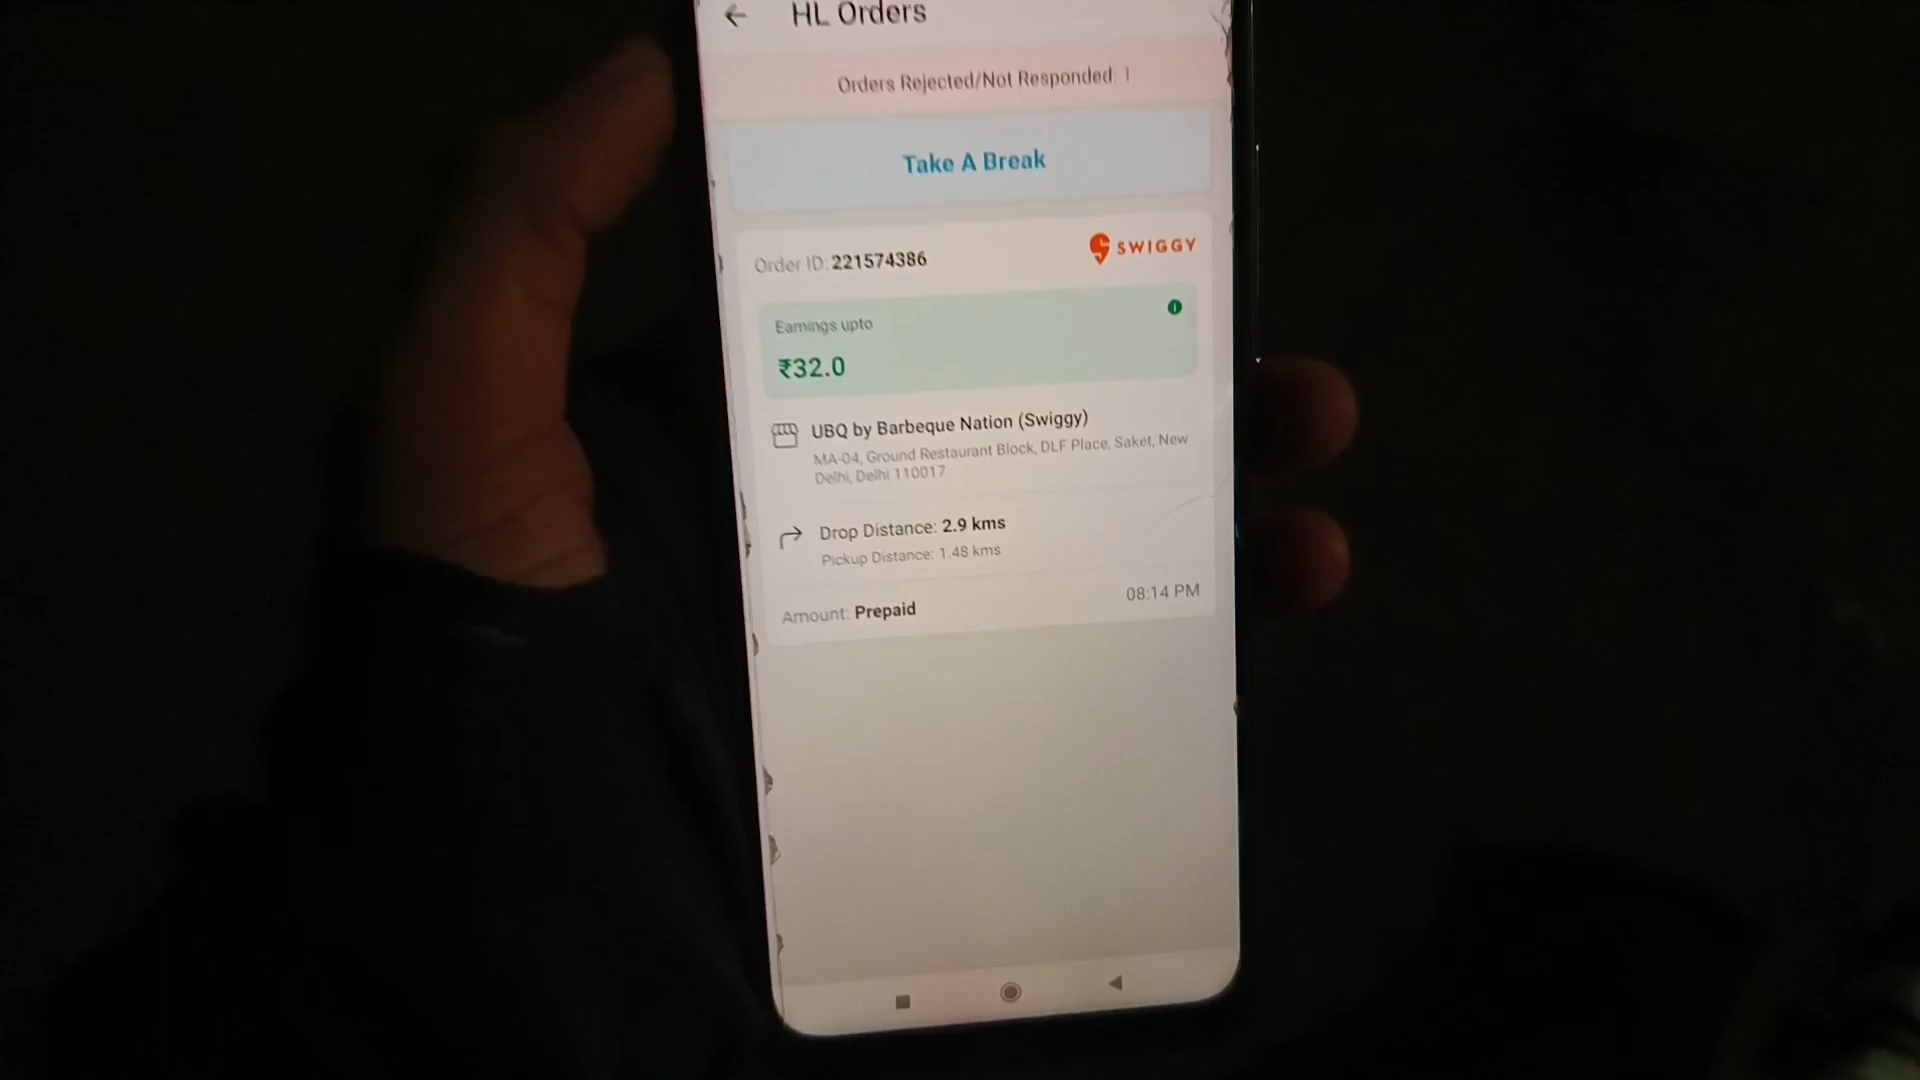 HL Orders
Orders Rejected/Not Responded: 1
Take A Break
Order ID: 221574386
SWIGGY
Earnings upto
₹32.0
UBQ by Barbeque Nation (Swiggy)
MA-04, Ground Restaurant Block, DLF Place, Saket, New
Delhi, Delhi 110017
Drop Distance: 2.9 kms
Pickup Distance: 1.48 kms
Amount: Prepaid
08:14 PM